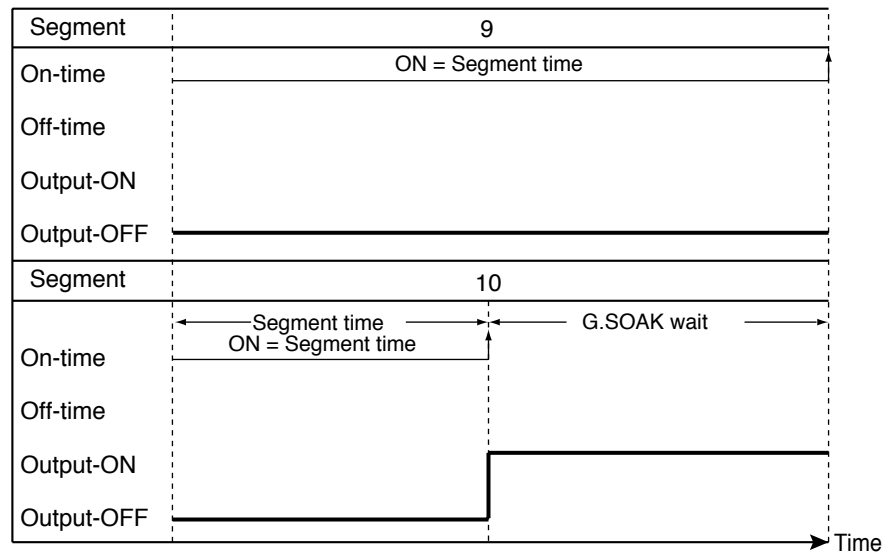 Segment 9
On-time ON = Segment time
Off-time
Output-ON
Output-OFF
Segment 10
Segment time G.SOAK wait
On-time ON = Segment time
Off-time
Output-ON
Output-OFF
Time